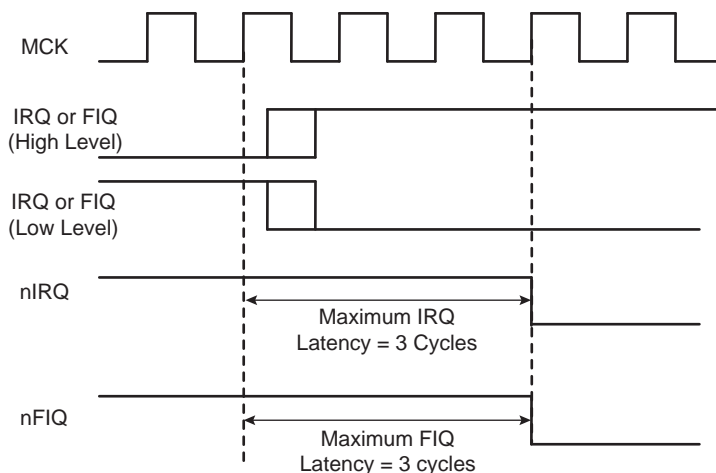 MCK
IRQ or FIQ
(High Level)
IRQ or FIQ
(Low Level)
nIRQ
Maximum IRQ
Latency = 3 Cycles
nFIQ
Maximum FIQ
Latency = 3 cycles